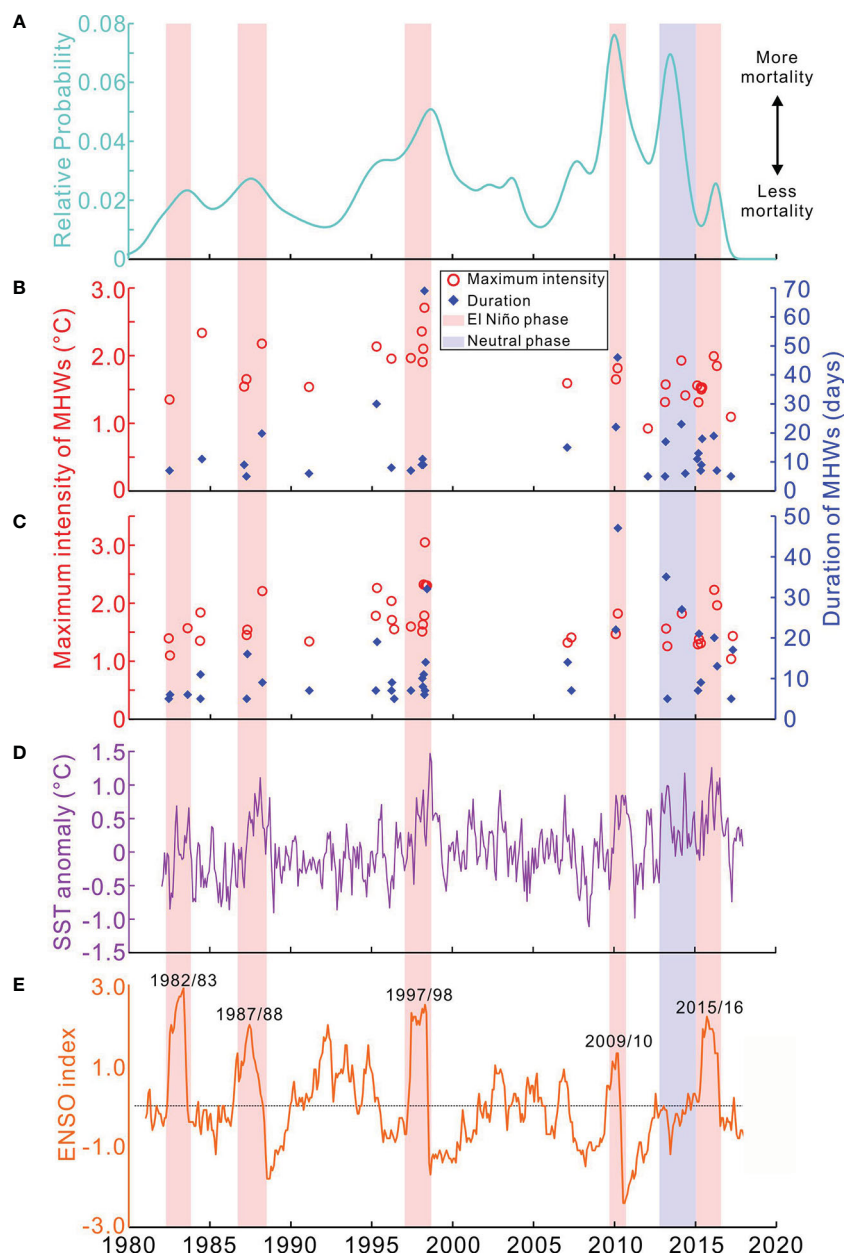 A
Relative Probability
0.08
0.06
0.04
0.02
0
More
mortality
Less
mortality
B
Maximum intensity of MHWs (°C)
3.0
2.0
1.0
0
Maximum intensity
Duration
El Niño phase
Neutral phase
70
60
50
40
30
20
10
0
Duration of MHWs (days)
C
3.0
2.0
1.0
0
50
40
30
20
10
0
D
SST anomaly (°C)
1.5
1.0
0.5
0
-0.5
-1.0
-1.5
E
ENSO index
3.0
1.0
-1.0
-3.0
1982/83
1987/88
1997/98
2009/10
2015/16
1980 1985 1990 1995 2000 2005 2010 2015 2020